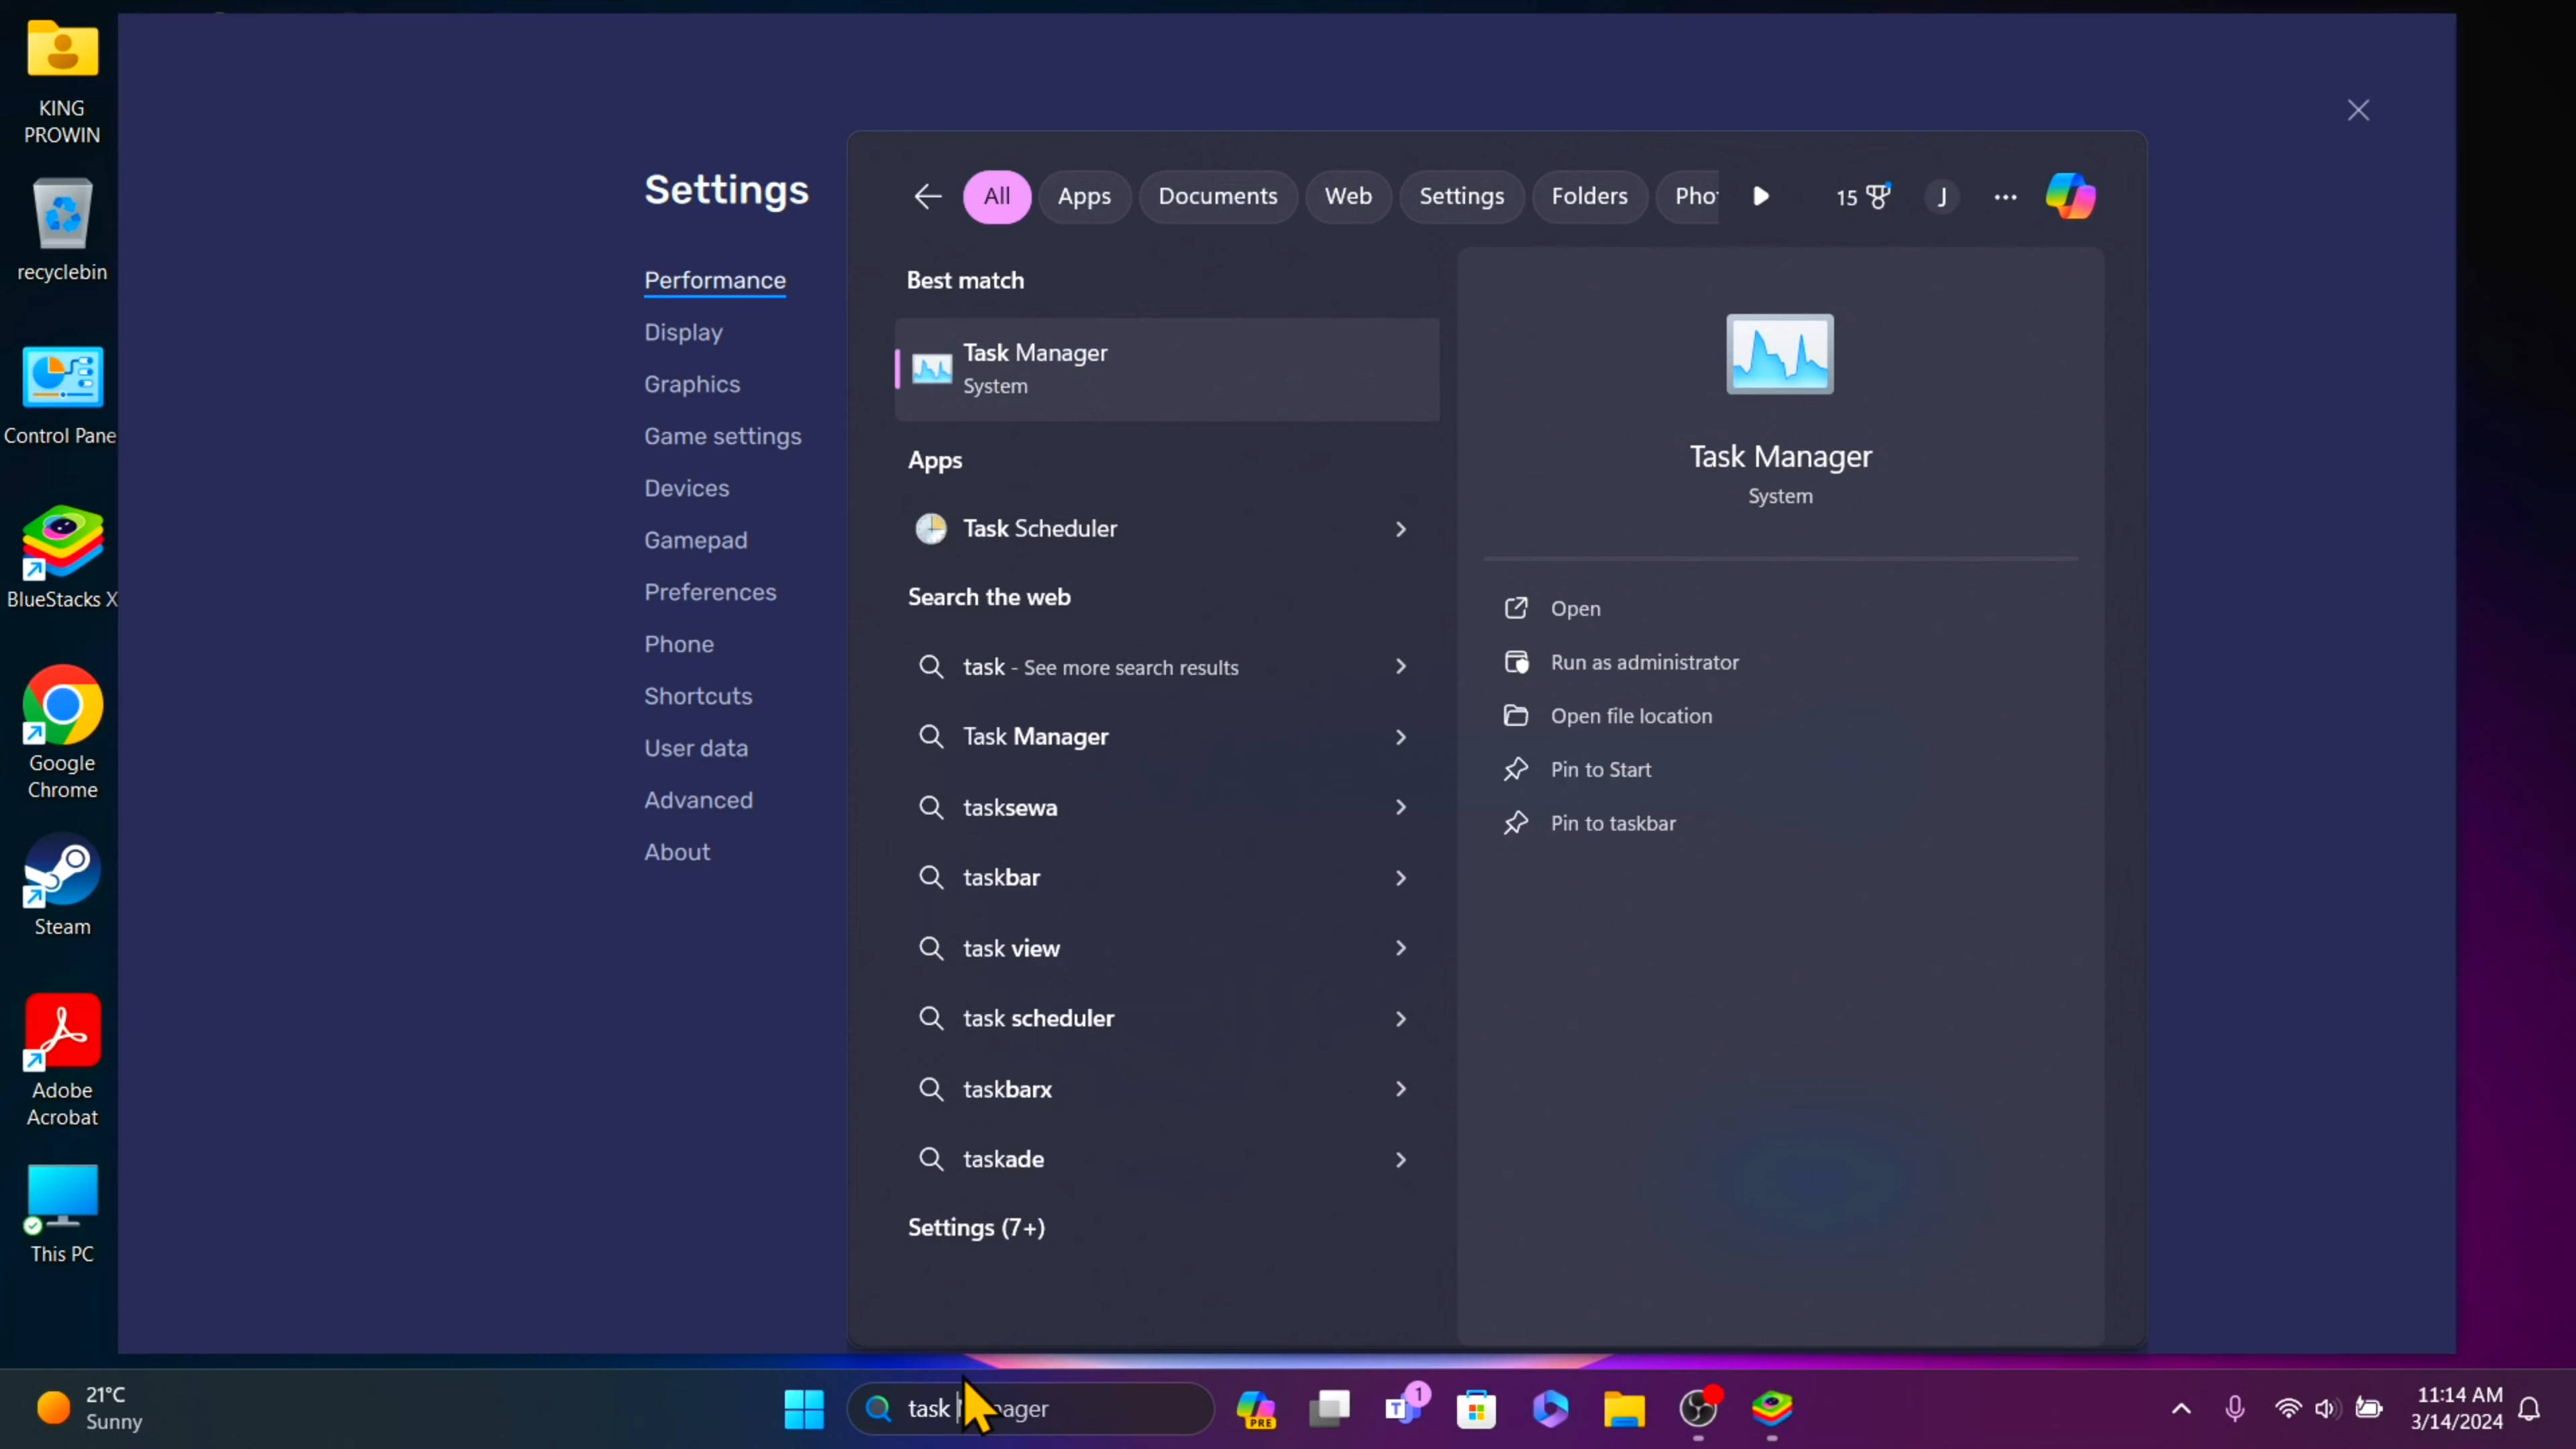 KING
PROWIN
recyclebin
Control Pane
BlueStacks X
Google
Chrome
Steam
Adobe
Acrobat
This PC
Settings
Performance
Display
Graphics
Game settings
Devices
Gamepad
Preferences
Phone
Shortcuts
User data
Advanced
About
All Apps Documents Web Settings Folders Pho 15 J
Best match
Task Manager
System
Apps
Task Scheduler
Search the web
task - See more search results
Task Manager
tasksewa
taskbar
task view
task scheduler
taskbarx
taskade
Settings (7+)
Task Manager
System
Open
Run as administrator
Open file location
Pin to Start
Pin to taskbar
21°C
Sunny
task
PRE
T 1
11:14 AM
3/14/2024